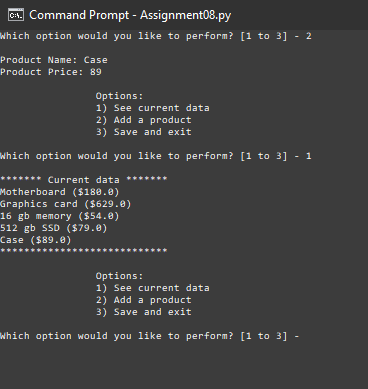 Command Prompt - Assignment08.py
Which option would you like to perform? [1 to 3] - 2
Product Name: Case
Product Price: 89
Options:
1) See current data
2) Add a product
3) Save and exit
Which option would you like to perform? [1 to 3] - 1
******* Current data *******
Motherboard ($180.0)
Graphics card ($629.0)
16 gb memory ($54.0)
512 gb SSD ($79.0)
Case ($89.0)
****************************
Options:
1) See current data
2) Add a product
3) Save and exit
Which option would you like to perform? [1 to 3] -